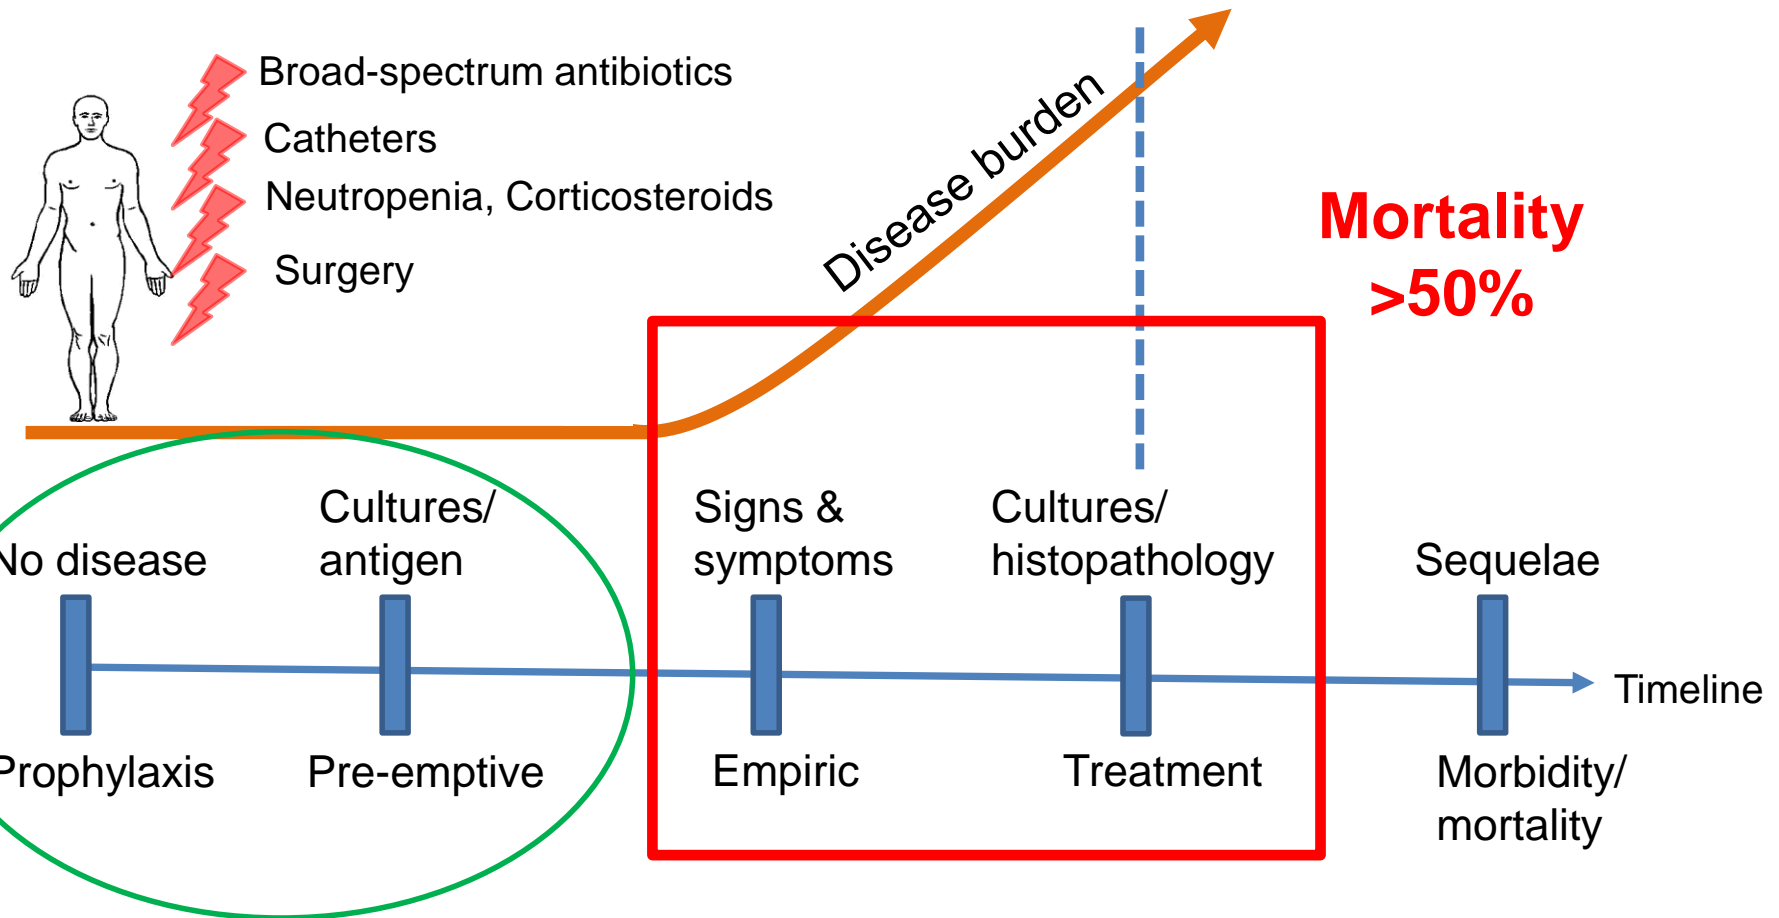 Broad-spectrum antibiotics
Catheters
Neutropenia, Corticosteroids
Surgery
Disease burden
Mortality
>50%
No disease
Cultures/
antigen
Signs &
symptoms
Cultures/
histopathology
Sequelae
Timeline
Prophylaxis
Pre-emptive
Empiric
Treatment
Morbidity/
mortality